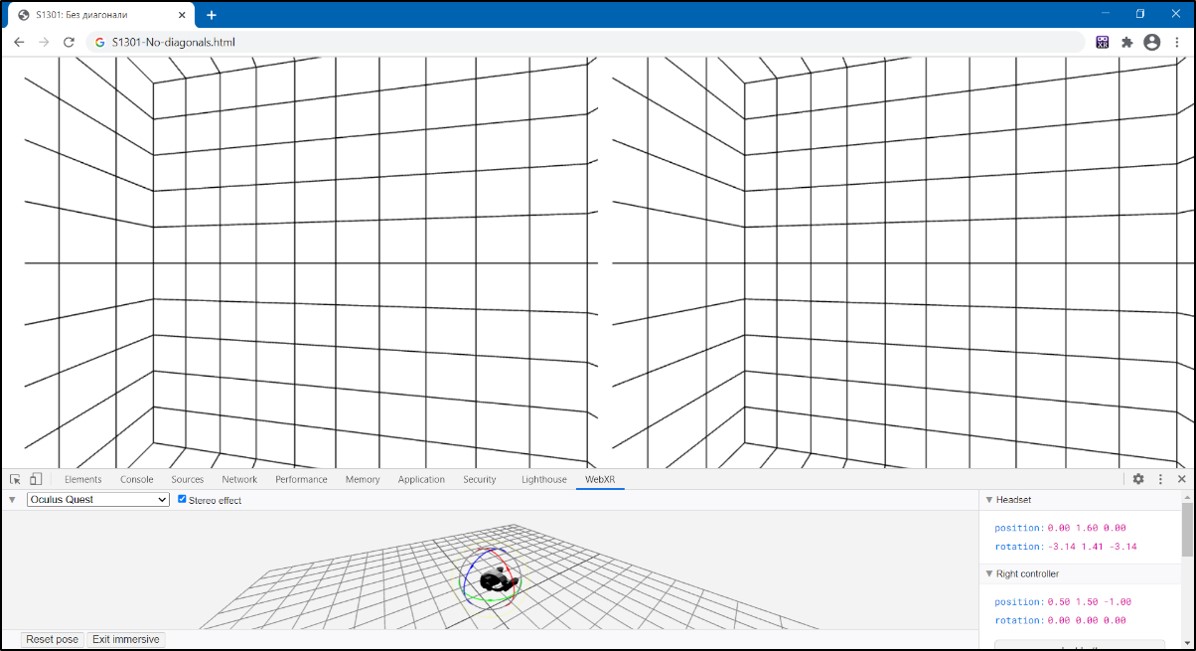 S1301: Без диагонали
S1301-No-diagonals.html
Elements Console Sources Network Performance Memory Application Security Lighthouse WebXR
Oculus Quest Stereo effect
Headset
position: 0.00 1.60 0.00
rotation: -3.14 1.41 -3.14
Right controller
position: 0.50 1.50 -1.00
rotation: 0.00 0.00 0.00
Reset pose Exit immersive